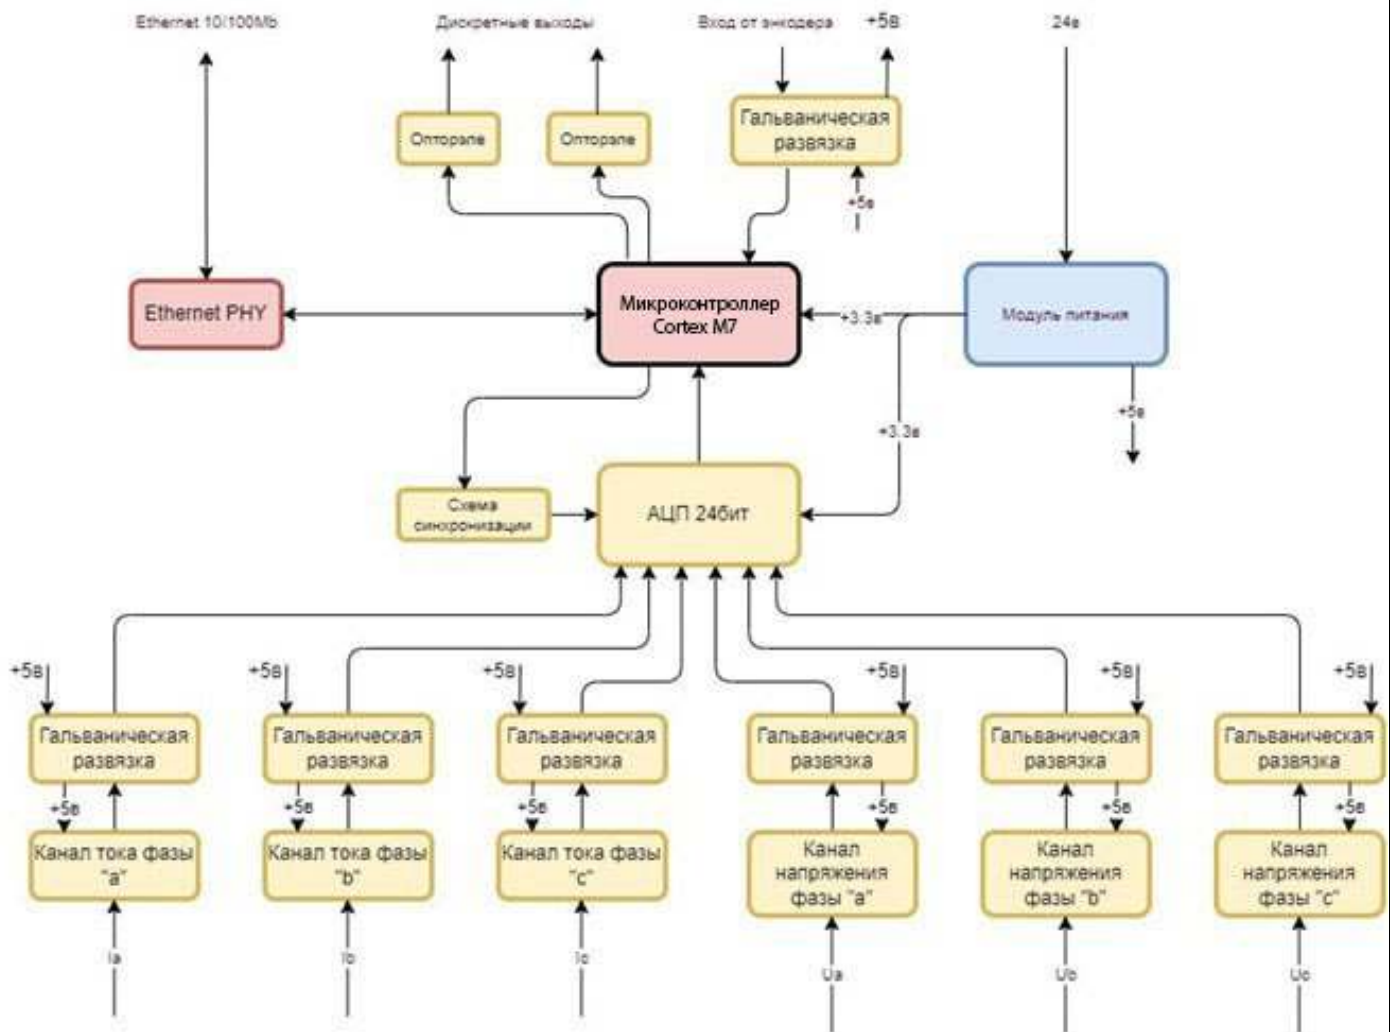 Ethernet 10/100Mb
Дискретные выходы
Вход от энкодера
+5В
24в
Оптореле
Оптореле
Гальваническая
развязка
+5в
Ethernet PHY
Микроконтроллер
Cortex M7
+3.3в
Модуль питания
+3.3в
+5в
Схема
синхронизации
АЦП 24бит
+5В
+5В
+5В
+5В
+5В
+5В
Гальваническая
развязка
Гальваническая
развязка
Гальваническая
развязка
Гальваническая
развязка
Гальваническая
развязка
Гальваническая
развязка
+5в
+5в
+5в
+5в
+5в
+5в
Канал тока фазы
"a"
Канал тока фазы
"b"
Канал тока фазы
"c"
Канал
напряжения
фазы "a"
Канал
напряжения
фазы "b"
Канал
напряжения
фазы "c"
Ia
Ib
Ic
Ua
Ub
Uc